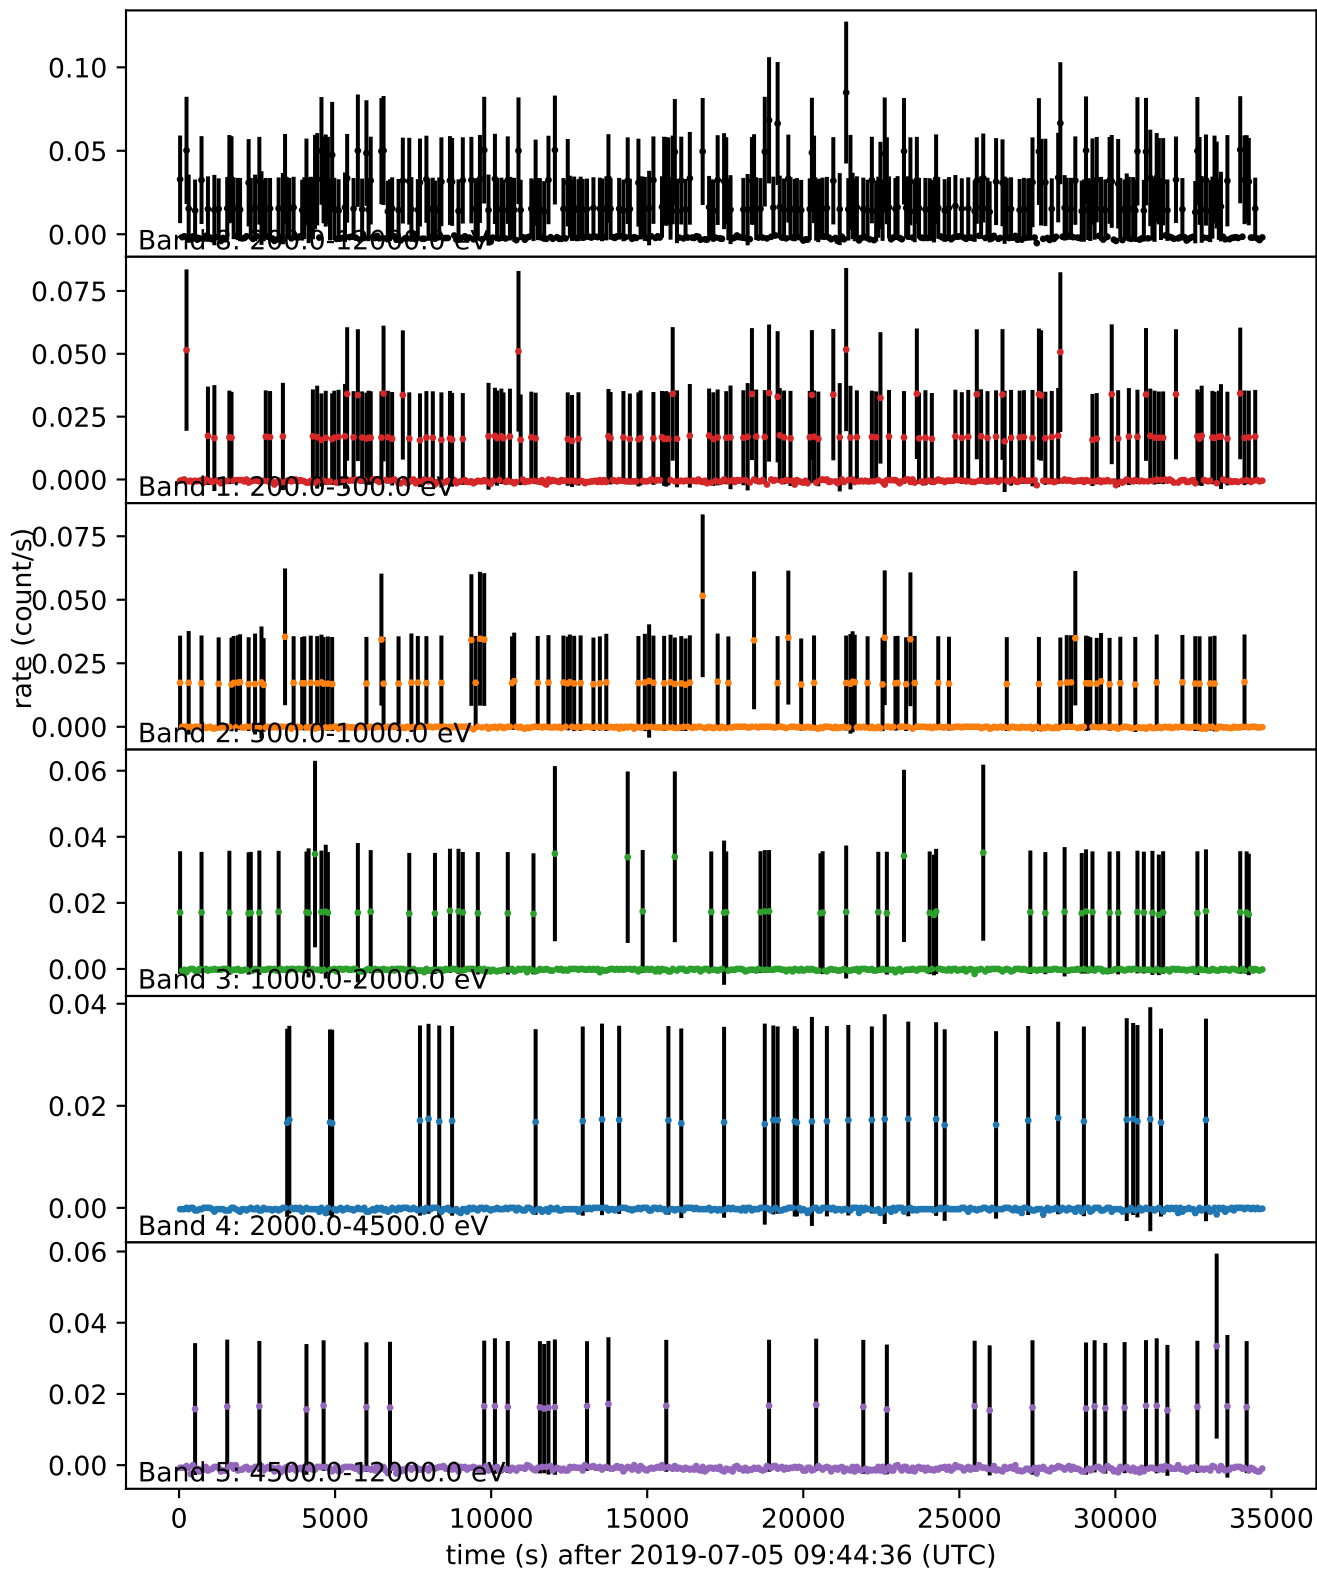 0.10
0.05
0.00
Band 8: 200.0-12000.0 eV
0.075
0.050
0.025
0.000
Band 1: 200.0-500.0 eV
rate (count/s)
0.075
0.050
0.025
0.000
Band 2: 500.0-1000.0 eV
0.06
0.04
0.02
0.00
Band 3: 1000.0-2000.0 eV
0.04
0.02
0.00
Band 4: 2000.0-4500.0 eV
0.06
0.04
0.02
0.00
Band 5: 4500.0-12000.0 eV
0 5000 10000 15000 20000 25000 30000 35000
time (s) after 2019-07-05 09:44:36 (UTC)